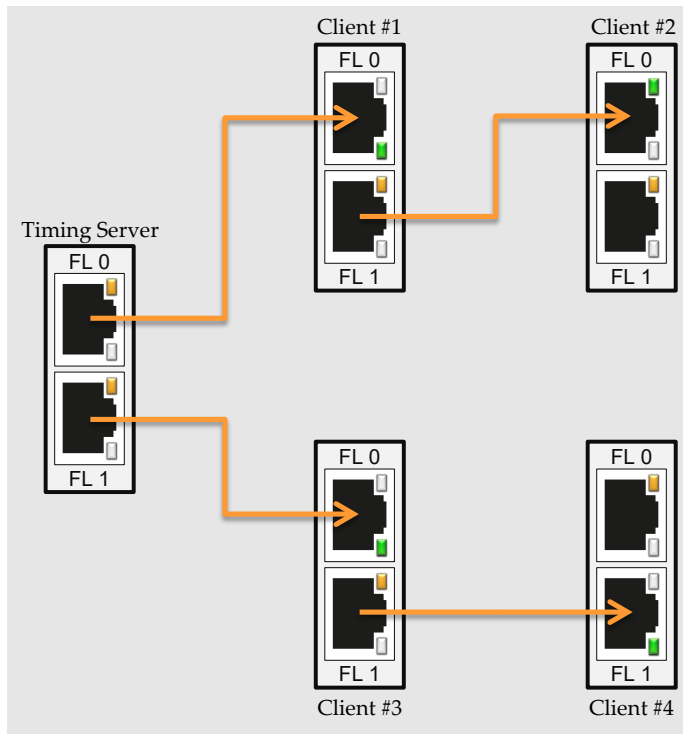 Client #1
Client #2
FL 0
FL 0
FL 1
FL 1
Timing Server
FL 0
FL 1
FL 0
FL 0
FL 1
FL 1
Client #3
Client #4